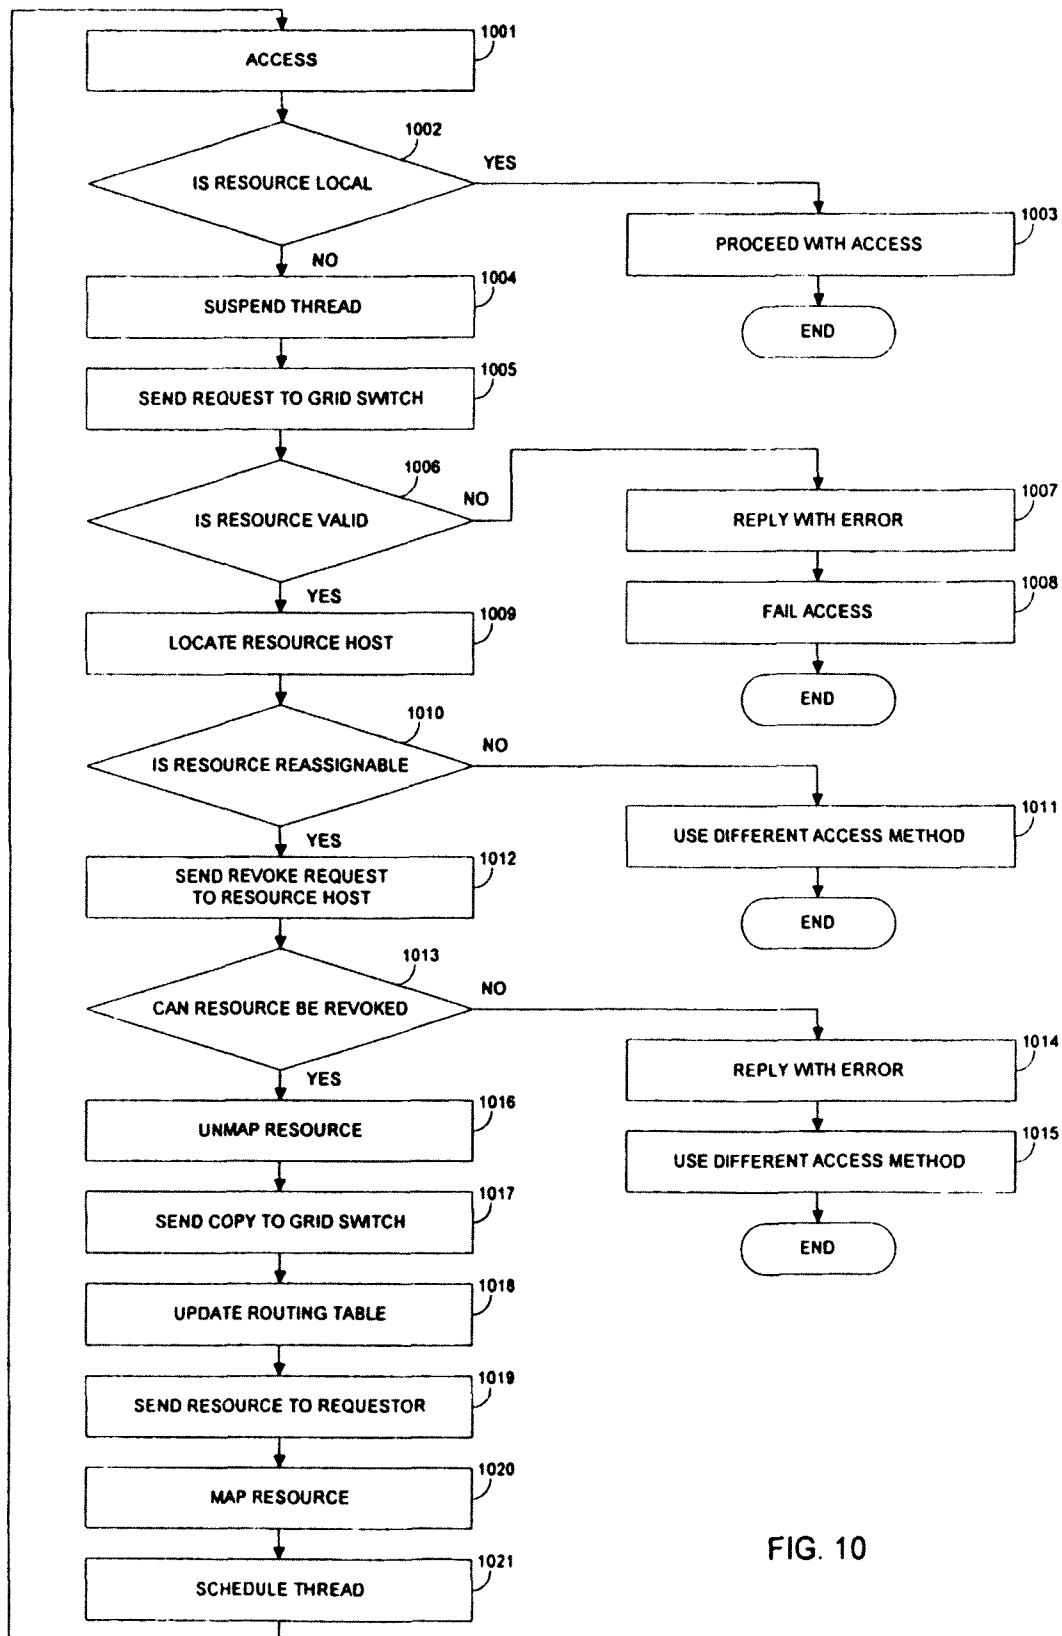 1001
ACCESS
1002
IS RESOURCE LOCAL
YES
NO
1003
PROCEED WITH ACCESS
END
1004
SUSPEND THREAD
1005
SEND REQUEST TO GRID SWITCH
1006
IS RESOURCE VALID
NO
YES
1007
REPLY WITH ERROR
1008
FAIL ACCESS
END
1009
LOCATE RESOURCE HOST
1010
IS RESOURCE REASSIGNABLE
NO
YES
1011
USE DIFFERENT ACCESS METHOD
END
1012
SEND REVOKE REQUEST
TO RESOURCE HOST
1013
CAN RESOURCE BE REVOKED
NO
YES
1014
REPLY WITH ERROR
1015
USE DIFFERENT ACCESS METHOD
END
1016
UNMAP RESOURCE
1017
SEND COPY TO GRID SWITCH
1018
UPDATE ROUTING TABLE
1019
SEND RESOURCE TO REQUESTOR
1020
MAP RESOURCE
1021
SCHEDULE THREAD
FIG. 10